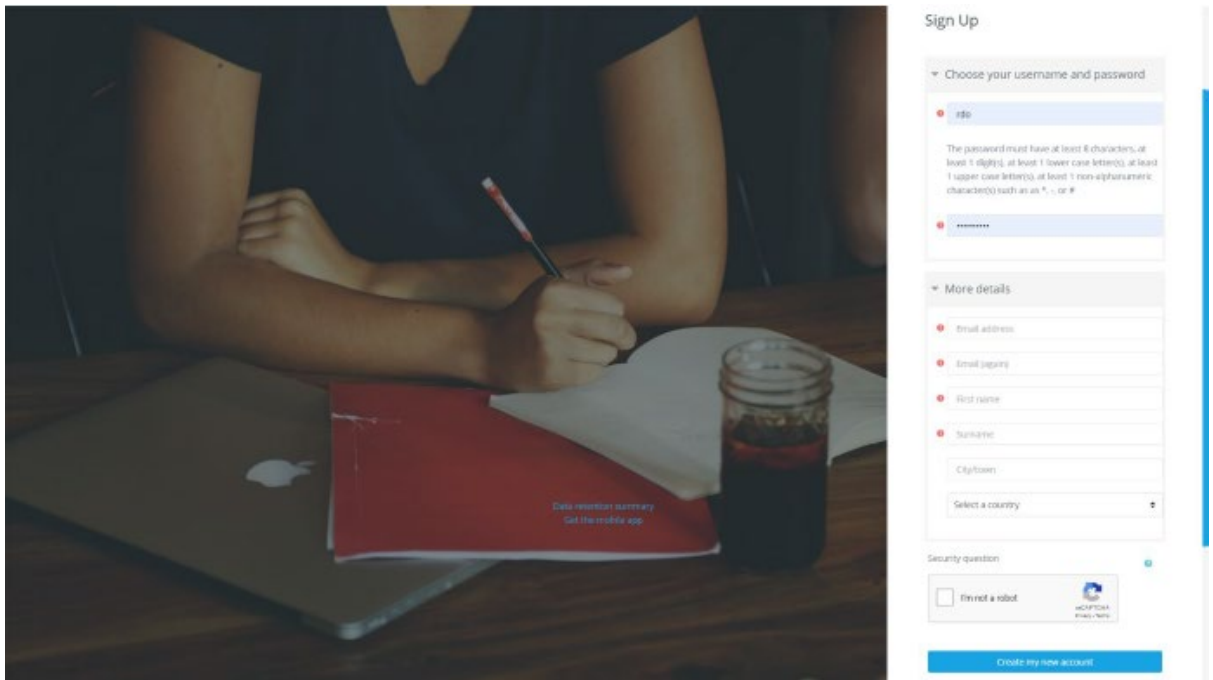 Sign Up
Choose your username and password
rdo
The password must have at least 8 characters, at
least 1 digit(s), at least 1 lower case letter(s), at least
1 upper case letter(s), at least 1 non-alphanumeric
character(s) such as as *, -, or #
•••••••••
More details
Email address
Email (again)
First name
Surname
City/town
Select a country
Data retention summary
Get the mobile app
Security question
I'm not a robot
reCAPTCHA
Privacy - Terms
Create my new account